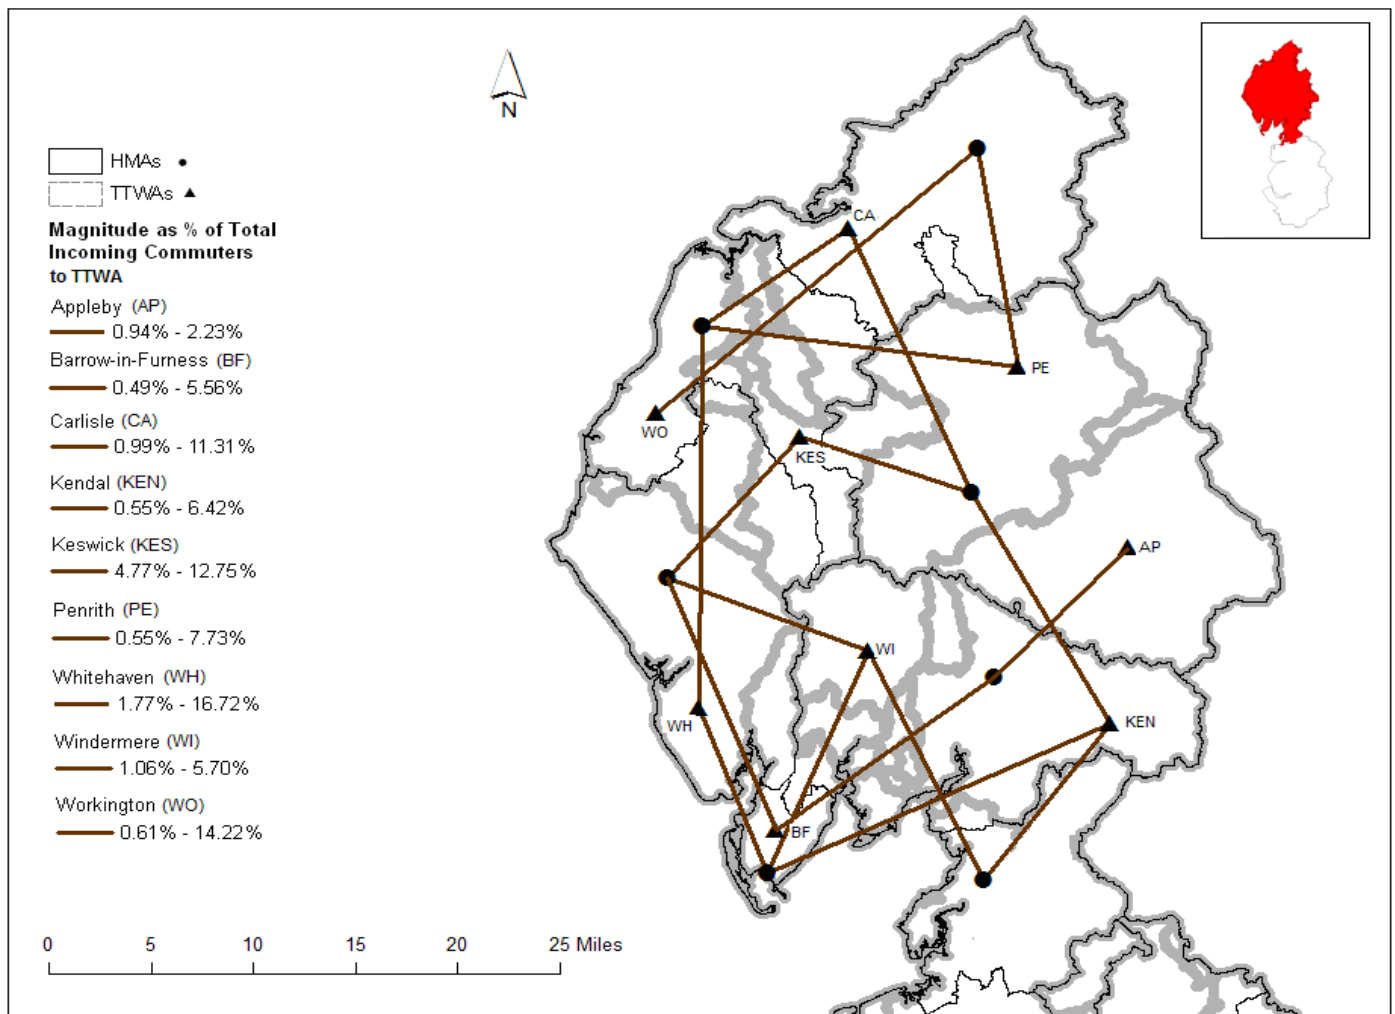 N
HMAs
TTWAs
Magnitude as % of Total
Incoming Commuters
to TTWA
Appleby (AP)
0.94% - 2.23%
Barrow-in-Furness (BF)
0.49% - 5.56%
Carlisle (CA)
0.99% - 11.31%
Kendal (KEN)
0.55% - 6.42%
Keswick (KES)
4.77% - 12.75%
Penrith (PE)
0.55% - 7.73%
Whitehaven (WH)
1.77% - 16.72%
Windermere (WI)
1.06% - 5.70%
Workington (WO)
0.61% - 14.22%
0 5 10 15 20 25 Miles
CA
PE
WO
KES
AP
WI
WH
KEN
BF